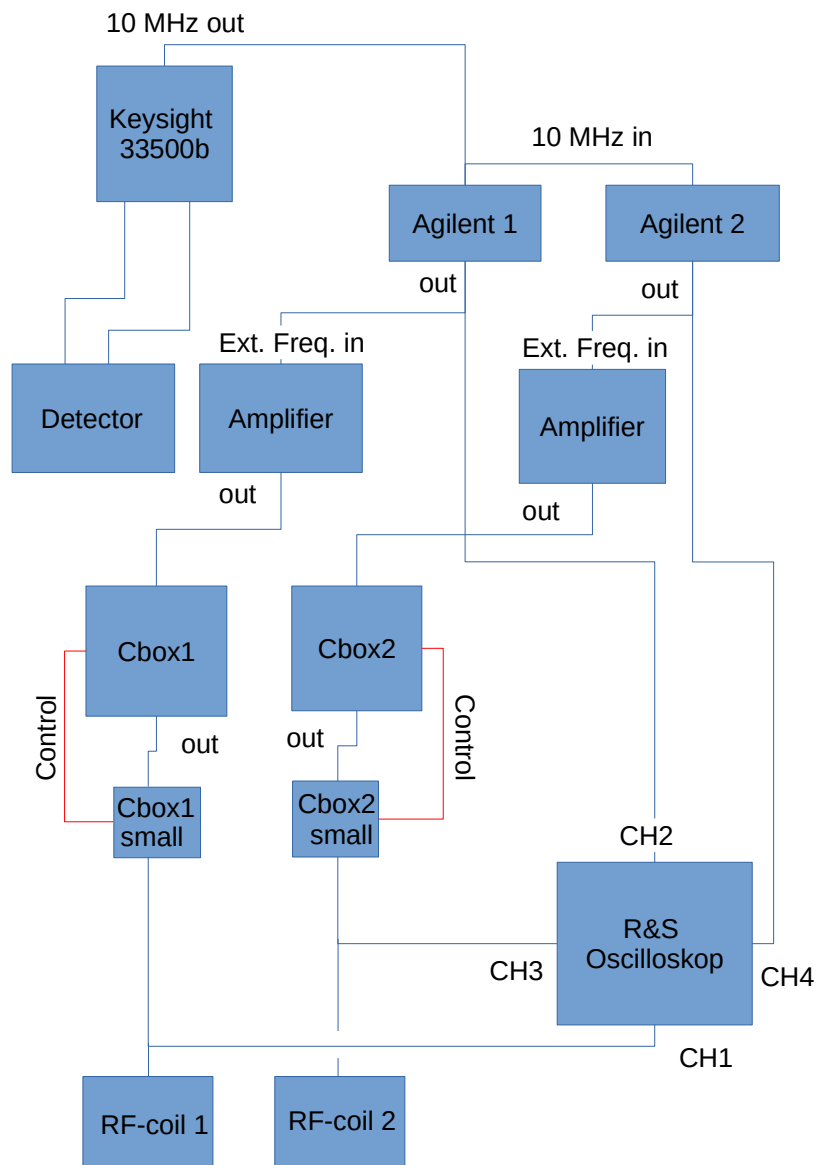 10 MHz out
Keysight
33500b
10 MHz in
Agilent 1
Agilent 2
out
out
Ext. Freq. in
Ext. Freq. in
Detector
Amplifier
Amplifier
out
out
Cbox1
Cbox2
Control
Control
out
out
Cbox1
small
Cbox2
small
CH2
R&S
Oscilloskop
CH3
CH4
CH1
RF-coil 1
RF-coil 2